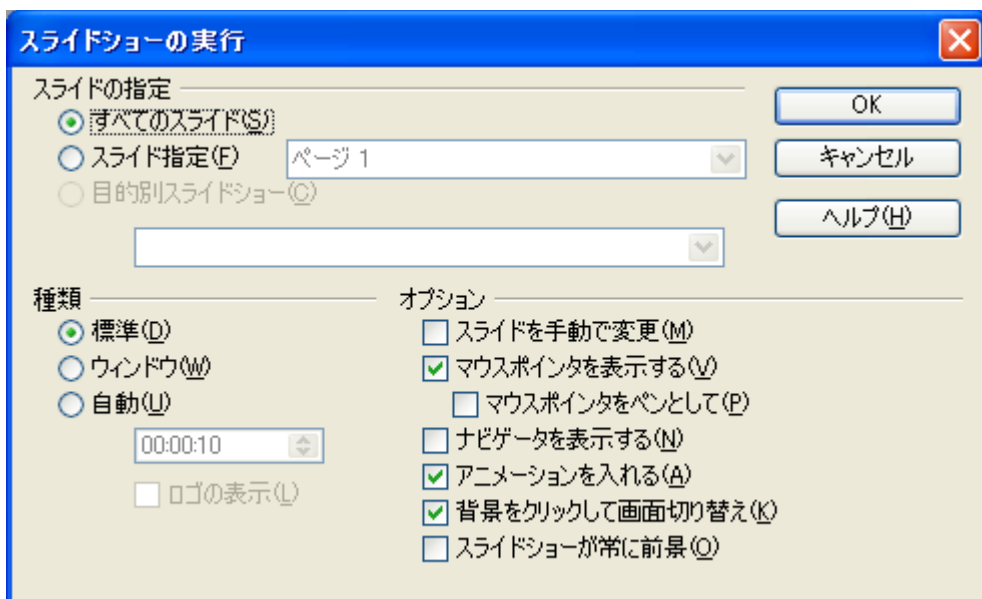 スライドショーの実行
スライドの指定
すべてのスライド(S)
スライド指定(F)
ページ 1
目的別スライドショー(C)
OK
キャンセル
ヘルプ(H)
種類
標準(D)
ウィンドウ(W)
自動(U)
00:00:10
ロゴの表示(L)
オプション
スライドを手動で変更(M)
マウスポインタを表示する(V)
マウスポインタをペンとして(P)
ナビゲータを表示する(N)
アニメーションを入れる(A)
背景をクリックして画面切り替え(K)
スライドショーが常に前景(O)